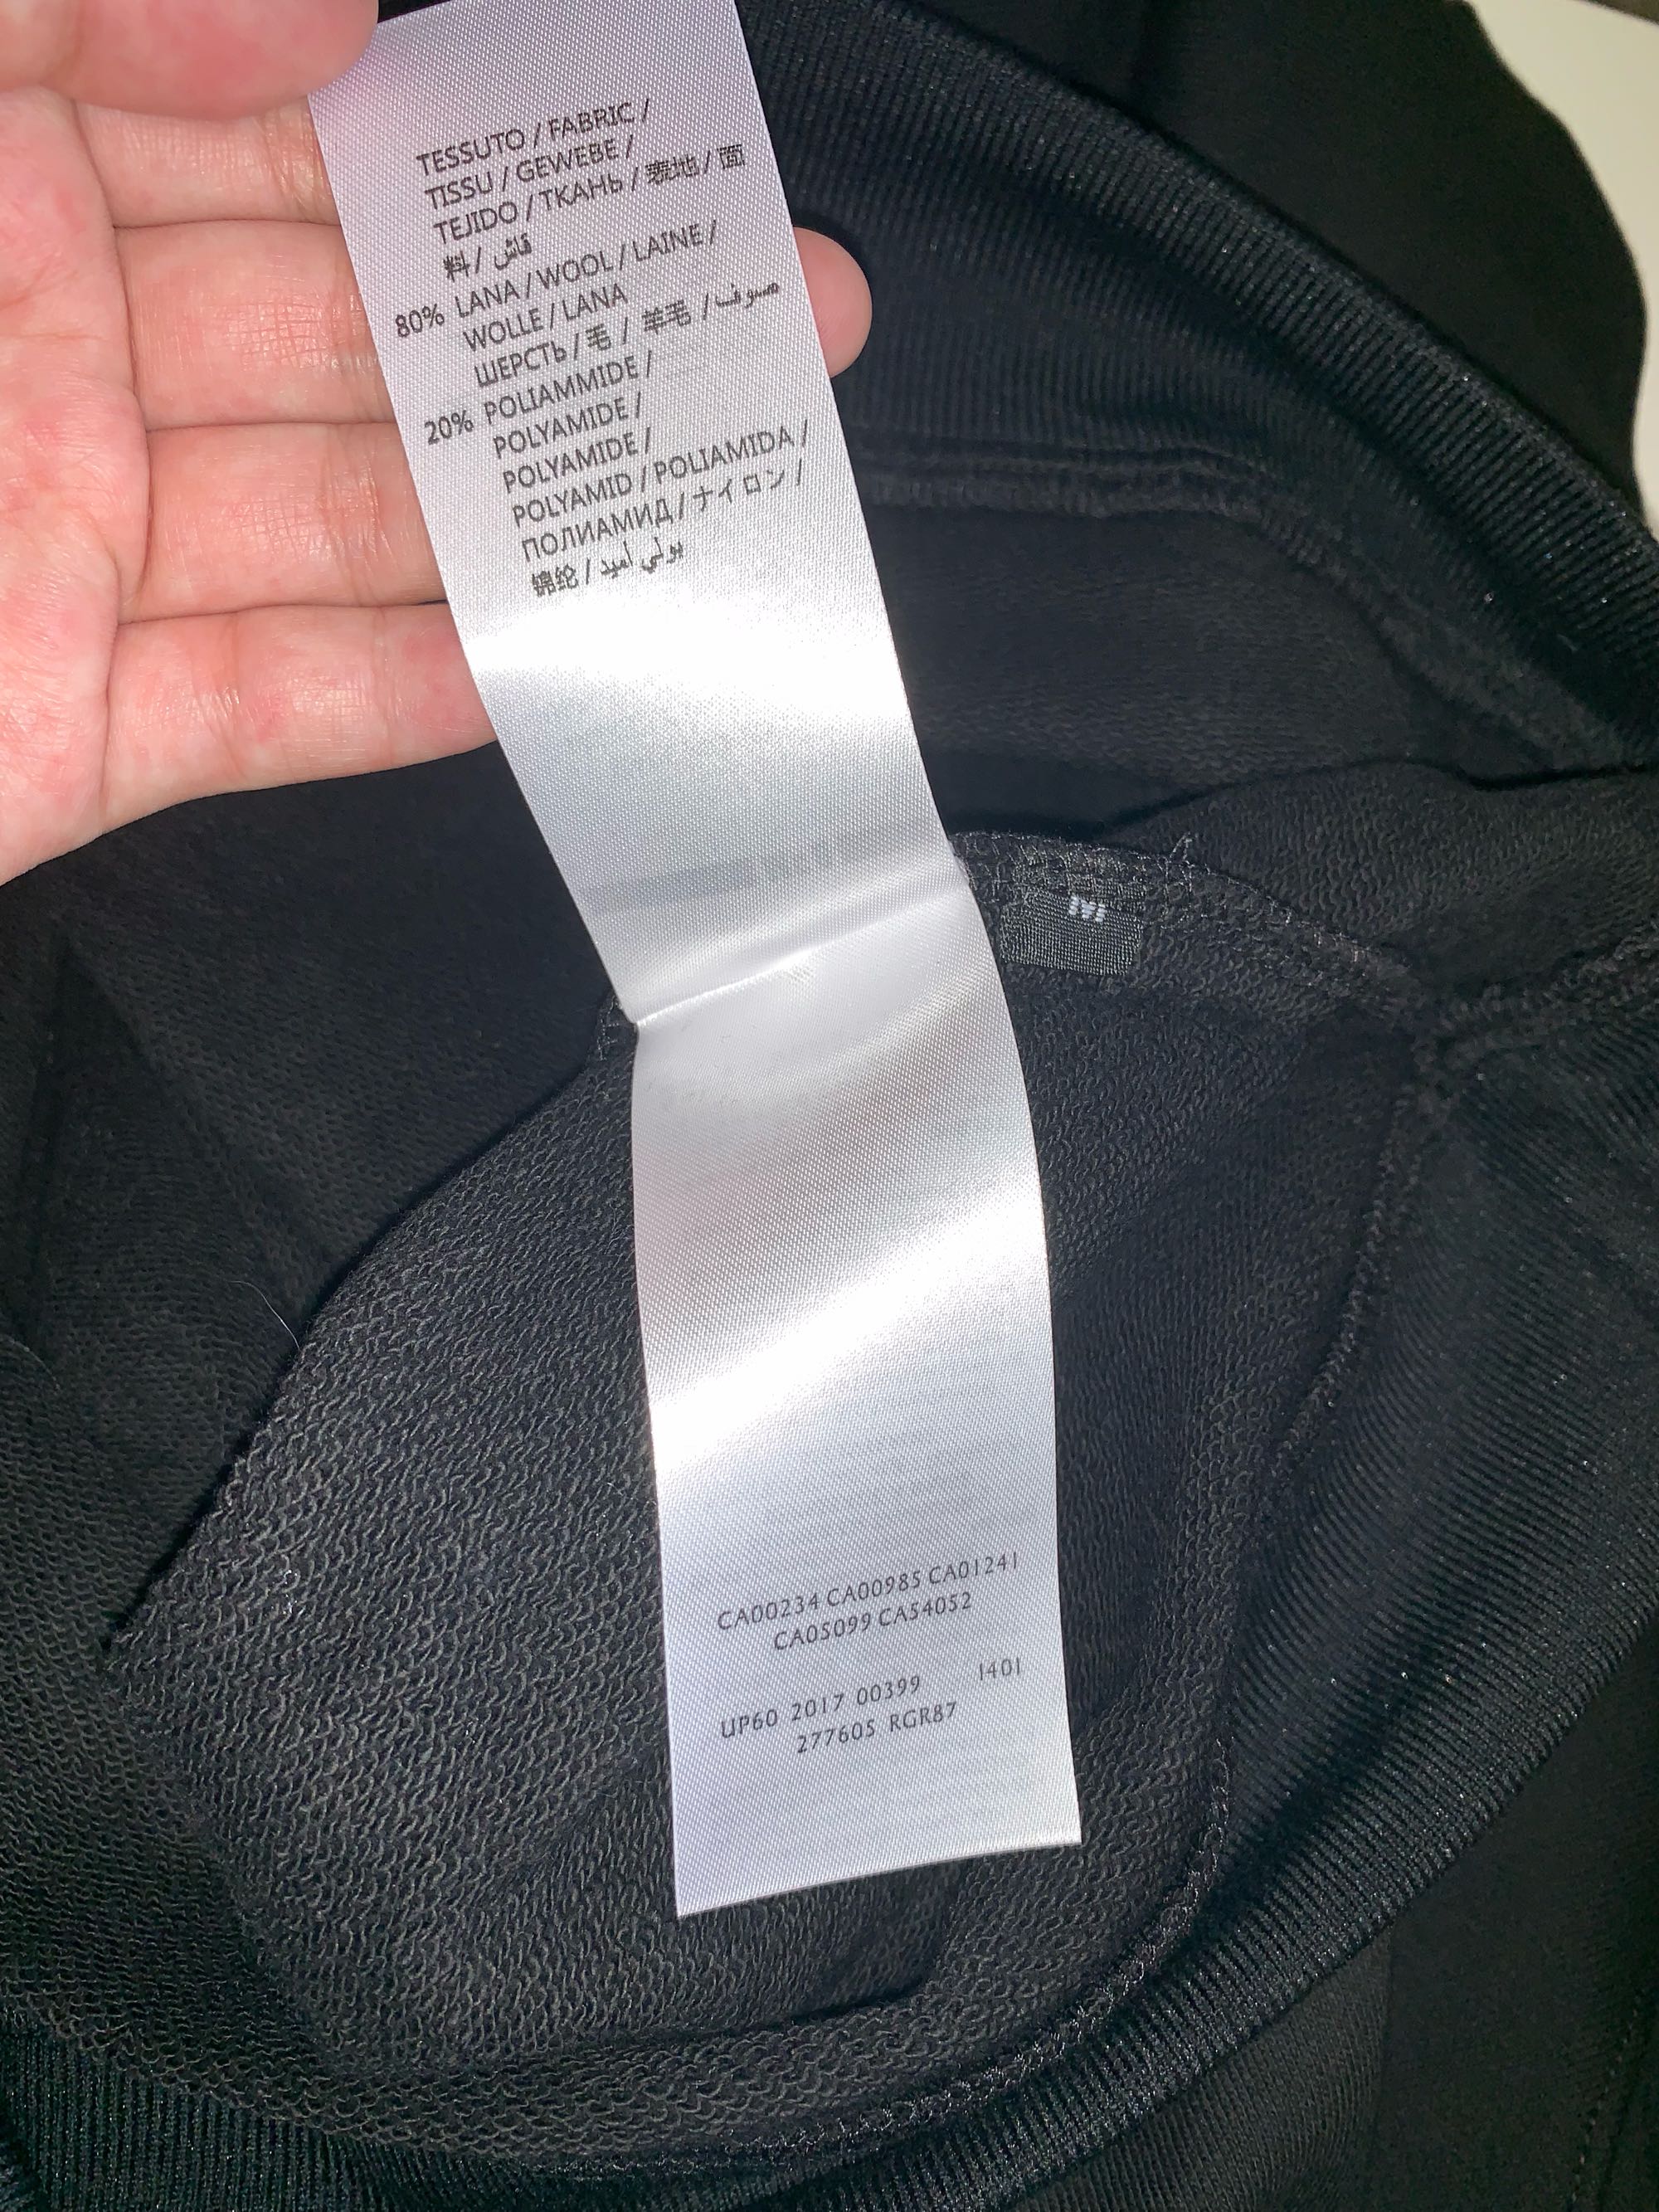 TESSUTO / FABRIC /
TISSU / GEWEBE /
TEJIDO / ТКАНЬ / 表地 / 面
料 / قماش
80% LANA / WOOL / LAINE /
WOLLE / LANA
ШЕРСТЬ / 毛 / 羊毛 / صوف
20% POLIAMMIDE /
POLYAMIDE /
POLYAMIDE /
POLYAMID / POLIAMIDA /
ПОЛИАМИД / ナイロン /
锦纶 / بولي أميد
M
CA00234 CA00985 CA01241
CA05099 CA54052
UP60 2017 00399 1401
277605 RGR87